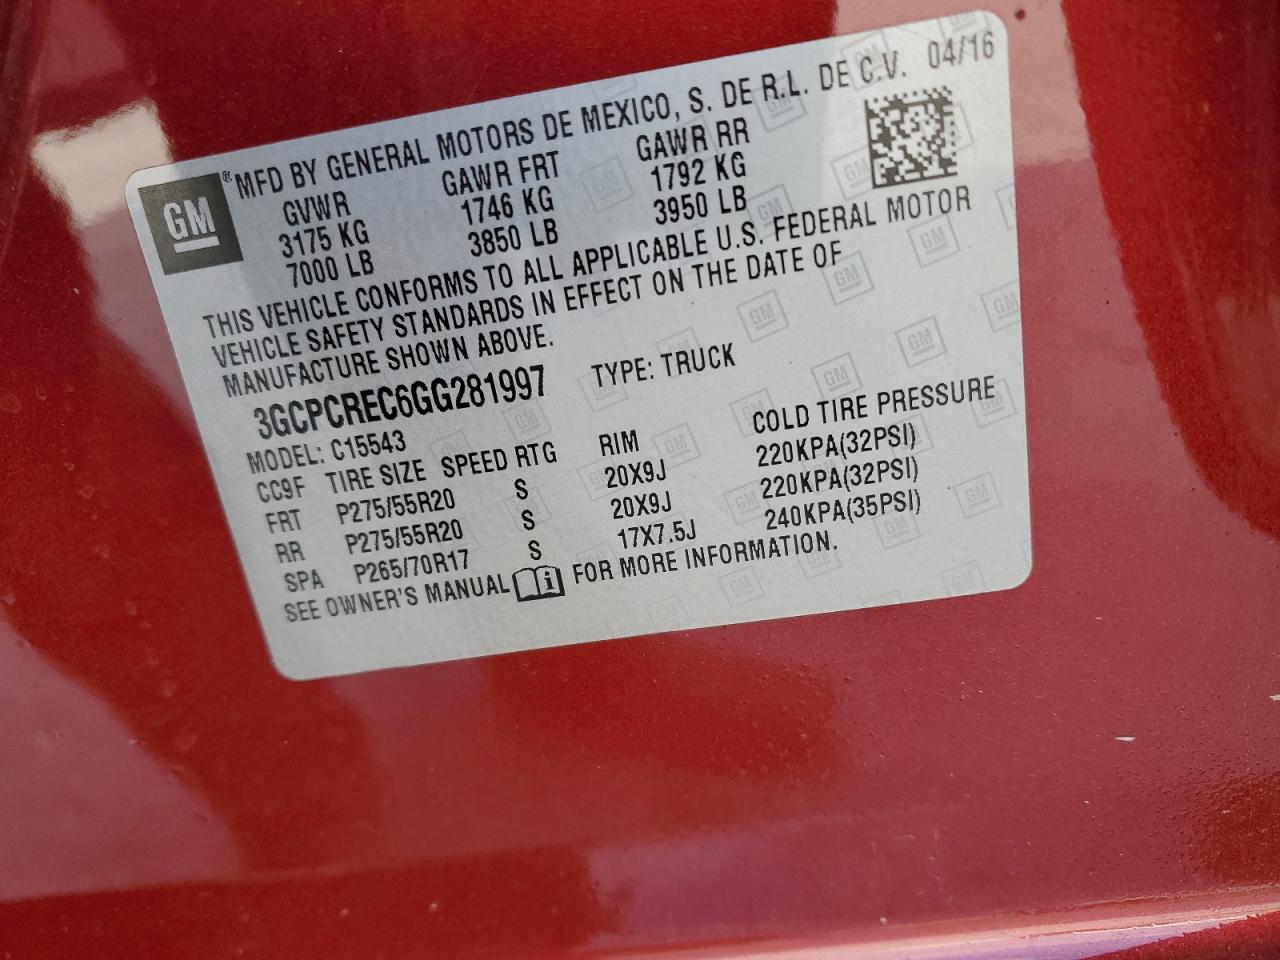 GM ® MFD BY GENERAL MOTORS DE MEXICO, S. DE R.L. DE C.V. 04/16
GVWR GAWR FRT GAWR RR
3175 KG 1746 KG 1792 KG
7000 LB 3850 LB 3950 LB
THIS VEHICLE CONFORMS TO ALL APPLICABLE U.S. FEDERAL MOTOR
VEHICLE SAFETY STANDARDS IN EFFECT ON THE DATE OF
MANUFACTURE SHOWN ABOVE.
3GCPCREC6GG281997 TYPE: TRUCK
MODEL: C15543
CC9F TIRE SIZE SPEED RTG RIM COLD TIRE PRESSURE
FRT P275/55R20 S 20X9J 220KPA(32PSI)
RR P275/55R20 S 20X9J 220KPA(32PSI)
SPA P265/70R17 S 17X7.5J 240KPA(35PSI)
SEE OWNER'S MANUAL i FOR MORE INFORMATION.